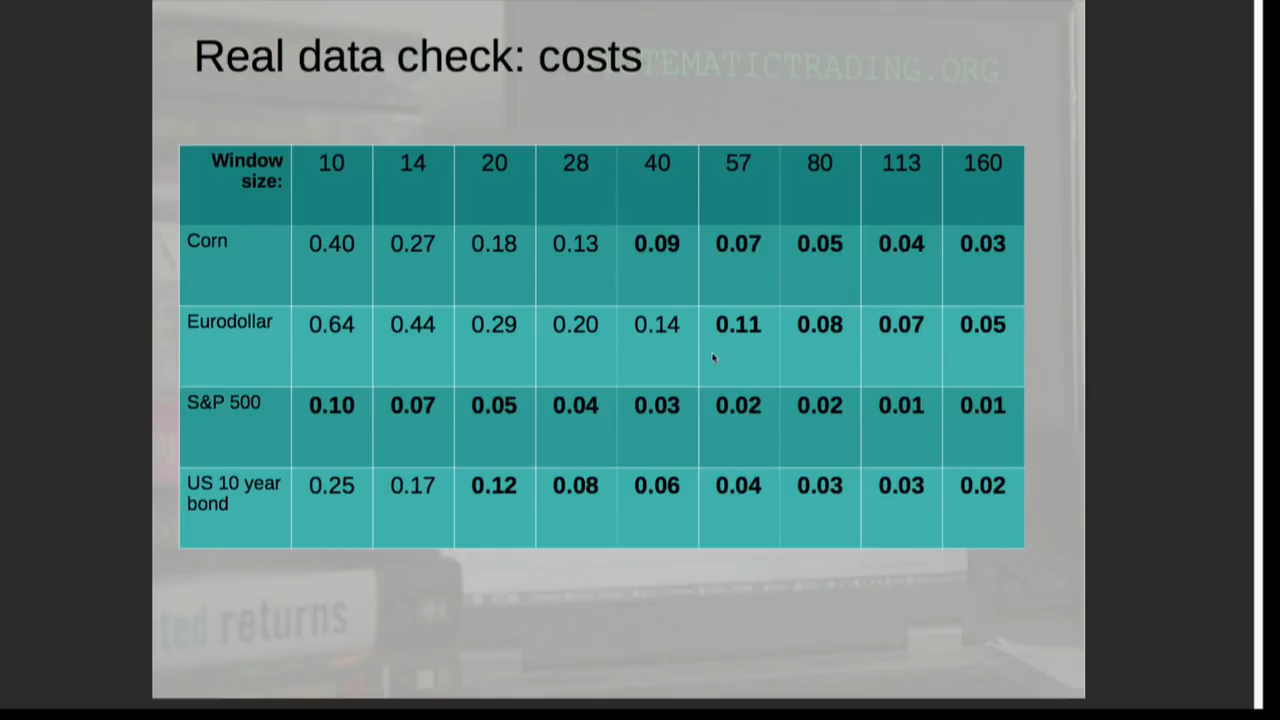 Real data check: costs
TEMATICTRADING.ORG
Window size: 10 14 20 28 40 57 80 113 160
Corn 0.40 0.27 0.18 0.13 0.09 0.07 0.05 0.04 0.03
Eurodollar 0.64 0.44 0.29 0.20 0.14 0.11 0.08 0.07 0.05
S&P 500 0.10 0.07 0.05 0.04 0.03 0.02 0.02 0.01 0.01
US 10 year bond 0.25 0.17 0.12 0.08 0.06 0.04 0.03 0.03 0.02
ted returns